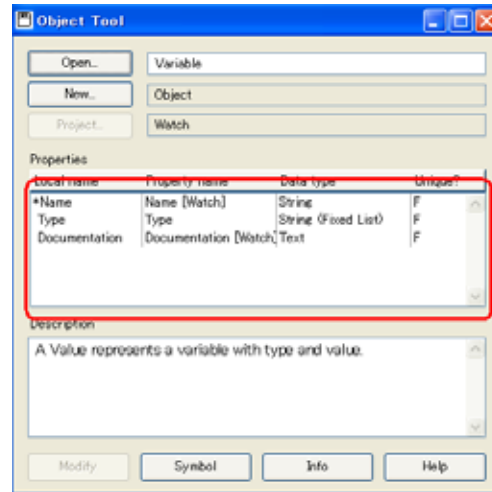 Object Tool
Open... Variable
New... Object
Project... Watch
Properties
Local name Property name Data type Unique?
*Name Name [Watch] String F
Type Type String (Fixed List) F
Documentation Documentation [Watch] Text F
Description
A Value represents a variable with type and value.
Modify Symbol Info Help